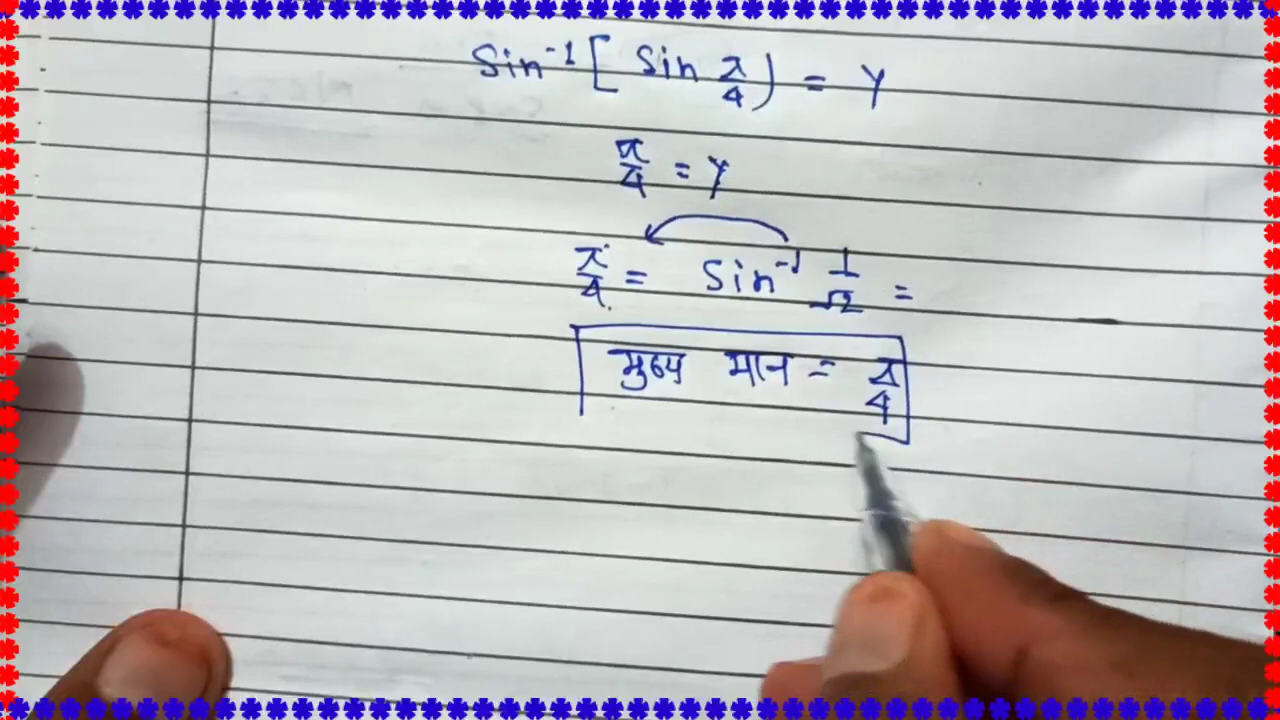 Sin⁻¹ [ Sin π/4 ) = y
π/4 = y
π/4 = Sin⁻¹ 1/√2 =
मुख्य मान = π/4